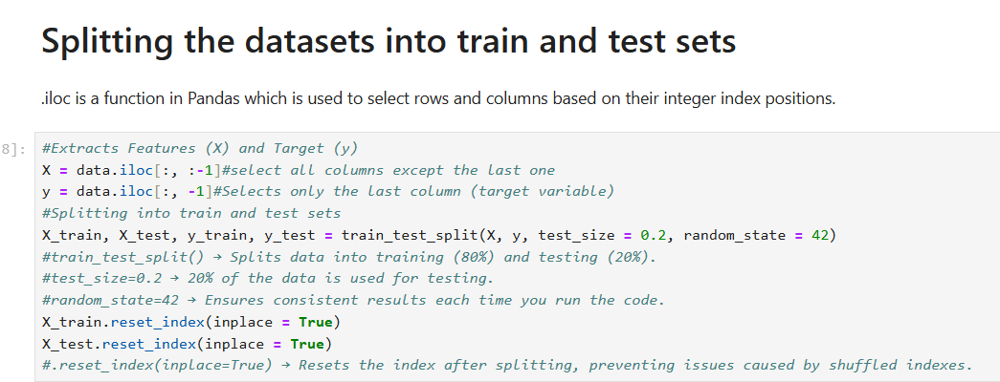 Splitting the datasets into train and test sets
.iloc is a function in Pandas which is used to select rows and columns based on their integer index positions.
8]:
#Extracts Features (X) and Target (y)
X = data.iloc[:, :-1]#select all columns except the last one
y = data.iloc[:, -1]#Selects only the last column (target variable)
#Splitting into train and test sets
X_train, X_test, y_train, y_test = train_test_split(X, y, test_size = 0.2, random_state = 42)
#train_test_split() → Splits data into training (80%) and testing (20%).
#test_size=0.2 → 20% of the data is used for testing.
#random_state=42 → Ensures consistent results each time you run the code.
X_train.reset_index(inplace = True)
X_test.reset_index(inplace = True)
#.reset_index(inplace=True) → Resets the index after splitting, preventing issues caused by shuffled indexes.